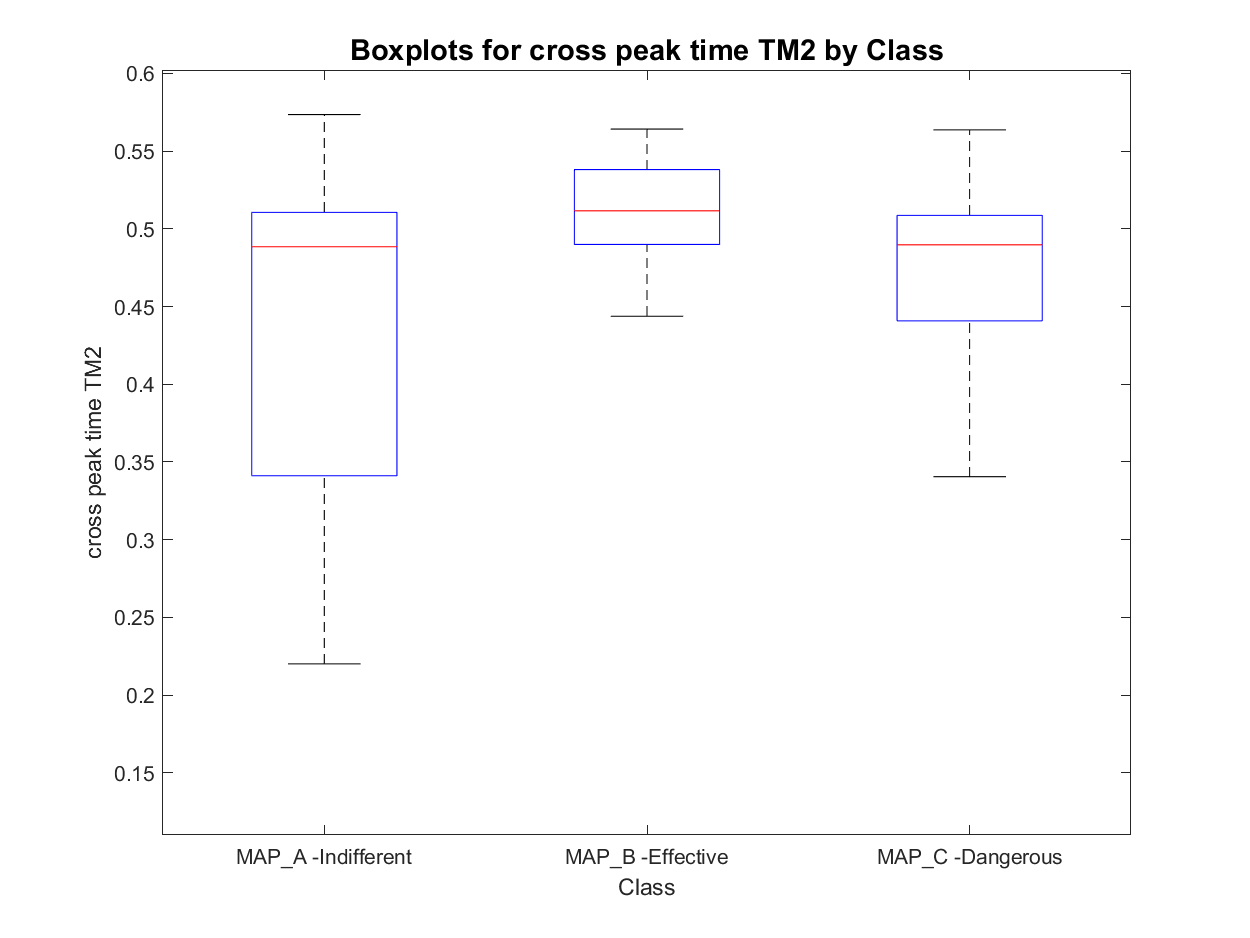 Boxplots for cross peak time TM2 by Class
0.6
0.55
0.5
0.45
0.4
0.35
0.3
0.25
0.2
0.15
cross peak time TM2
MAP_A -Indifferent
MAP_B -Effective
MAP_C -Dangerous
Class